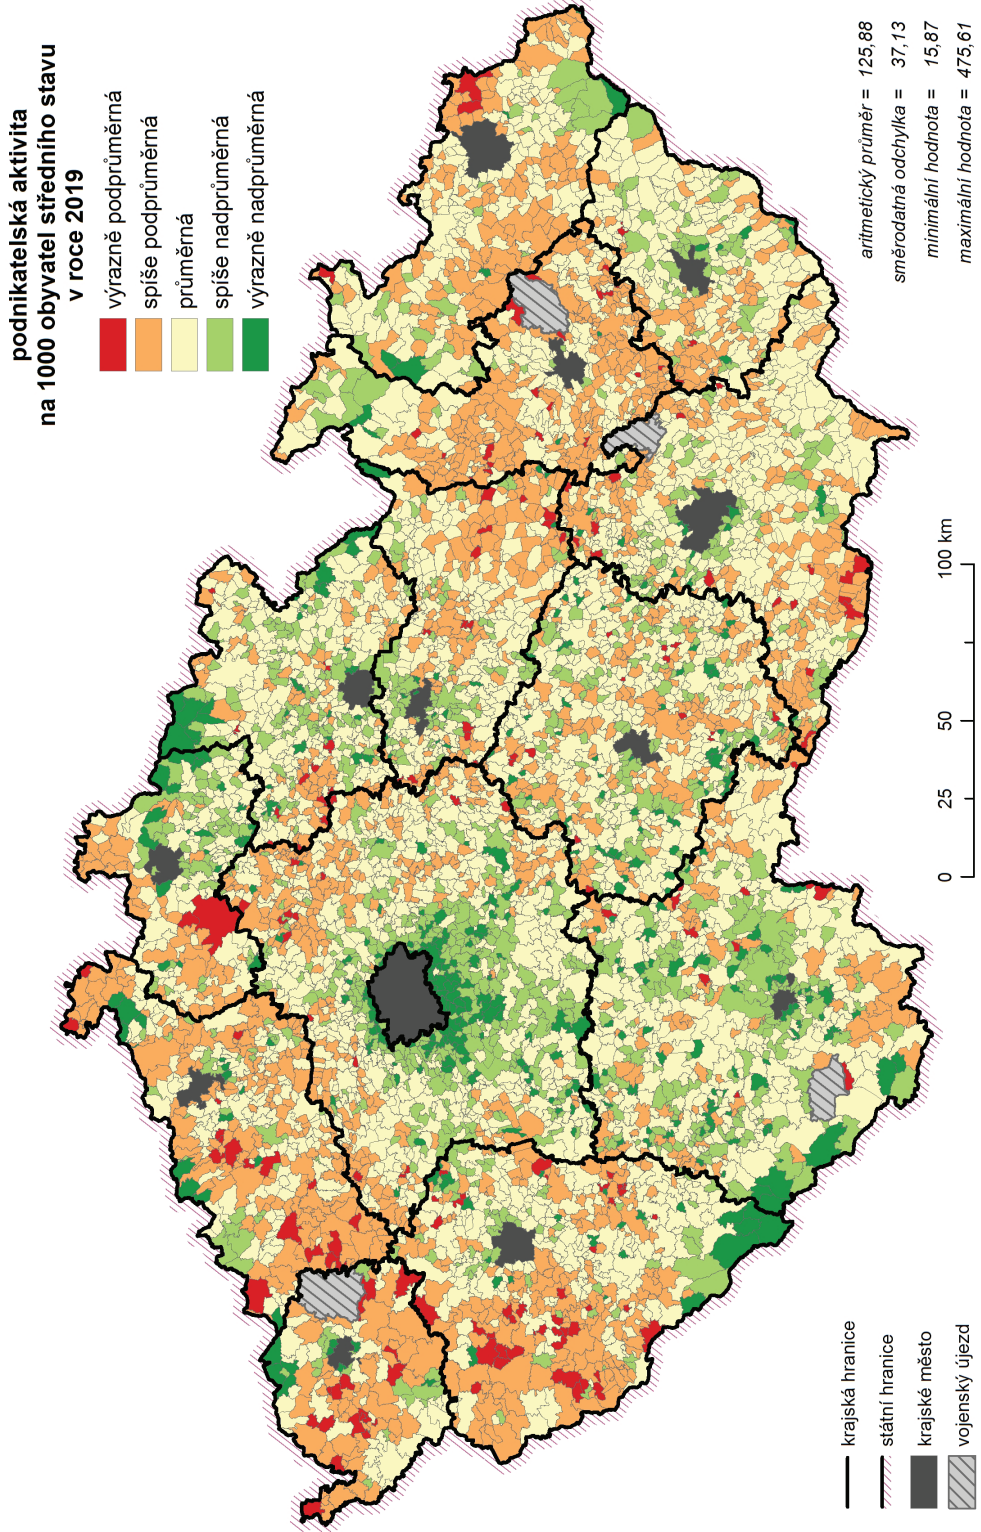 podnikatelská aktivita
na 1000 obyvatel středního stavu
v roce 2019
výrazně podprůměrná
spíše podprůměrná
průměrná
spíše nadprůměrná
výrazně nadprůměrná
aritmetický průměr = 125,88
směrodatná odchylka = 37,13
minimální hodnota = 15,87
maximální hodnota = 475,61
krajská hranice
státní hranice
krajské město
vojenský újezd
0 25 50 100 km